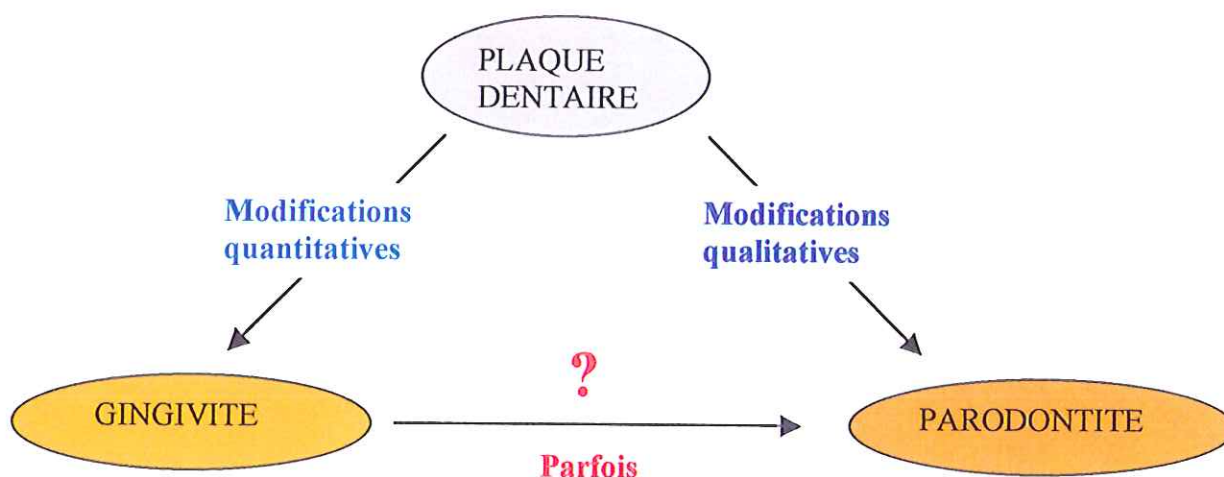 PLAQUE
DENTAIRE
Modifications
quantitatives
Modifications
qualitatives
?
GINGIVITE
PARODONTITE
Parfois